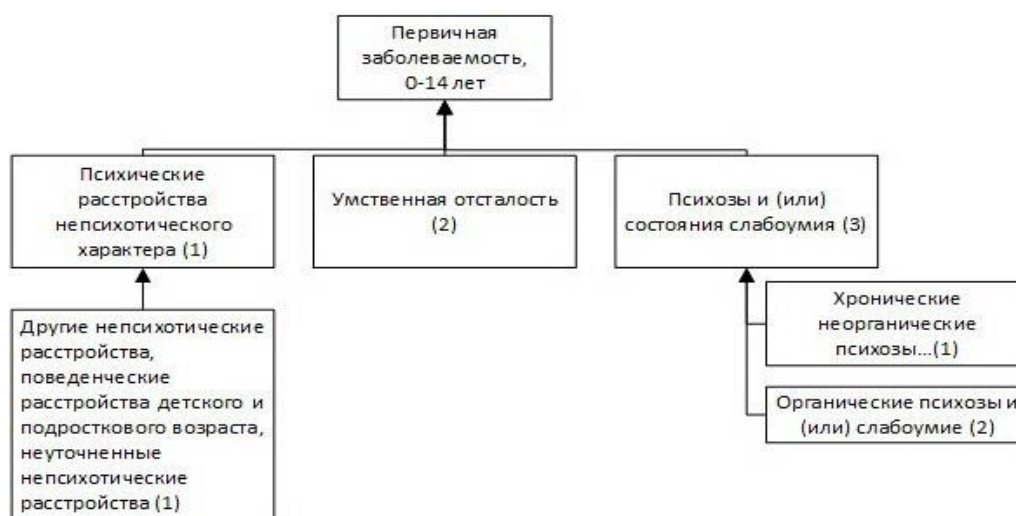 Первичная
заболеваемость,
0-14 лет
Психические
расстройства
непсихотического
характера (1)
Умственная отсталость
(2)
Психозы и (или)
состояния слабоумия (3)
Другие непсихотические
расстройства,
поведенческие
расстройства детского и
подросткового возраста,
неуточненные
непсихотические
расстройства (1)
Хронические
неорганические
психозы...(1)
Органические психозы и
(или) слабоумие (2)